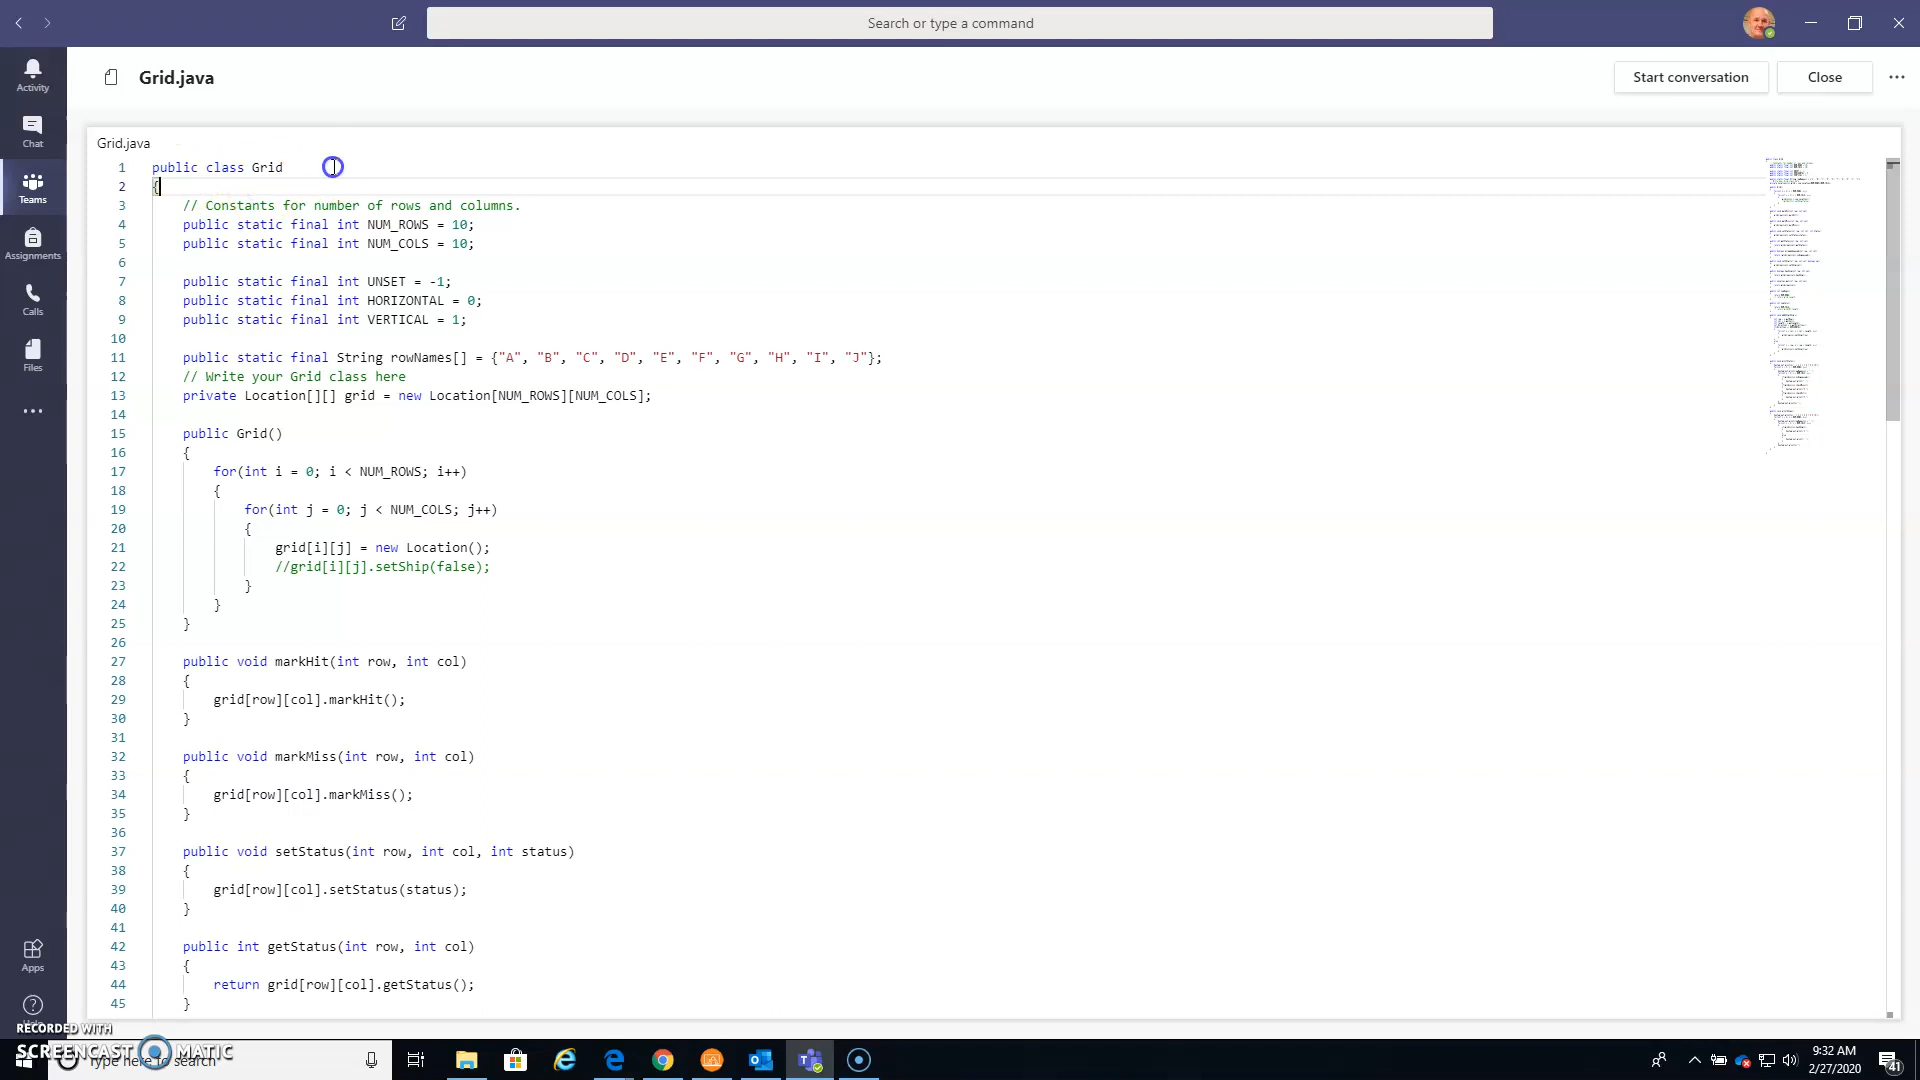 Search or type a command
Activity
Chat
Teams
Assignments
Calls
Files
Apps
Grid.java
Start conversation
Close
Grid.java
1 public class Grid
2 {
3 // Constants for number of rows and columns.
4 public static final int NUM_ROWS = 10;
5 public static final int NUM_COLS = 10;
6
7 public static final int UNSET = -1;
8 public static final int HORIZONTAL = 0;
9 public static final int VERTICAL = 1;
10
11 public static final String rowNames[] = {"A", "B", "C", "D", "E", "F", "G", "H", "I", "J"};
12 // Write your Grid class here
13 private Location[][] grid = new Location[NUM_ROWS][NUM_COLS];
14
15 public Grid()
16 {
17 for(int i = 0; i < NUM_ROWS; i++)
18 {
19 for(int j = 0; j < NUM_COLS; j++)
20 {
21 grid[i][j] = new Location();
22 //grid[i][j].setShip(false);
23 }
24 }
25 }
26
27 public void markHit(int row, int col)
28 {
29 grid[row][col].markHit();
30 }
31
32 public void markMiss(int row, int col)
33 {
34 grid[row][col].markMiss();
35 }
36
37 public void setStatus(int row, int col, int status)
38 {
39 grid[row][col].setStatus(status);
40 }
41
42 public int getStatus(int row, int col)
43 {
44 return grid[row][col].getStatus();
45 }
RECORDED WITH
SCREENCAST MATIC
Type here to search
9:32 AM
2/27/2020
41